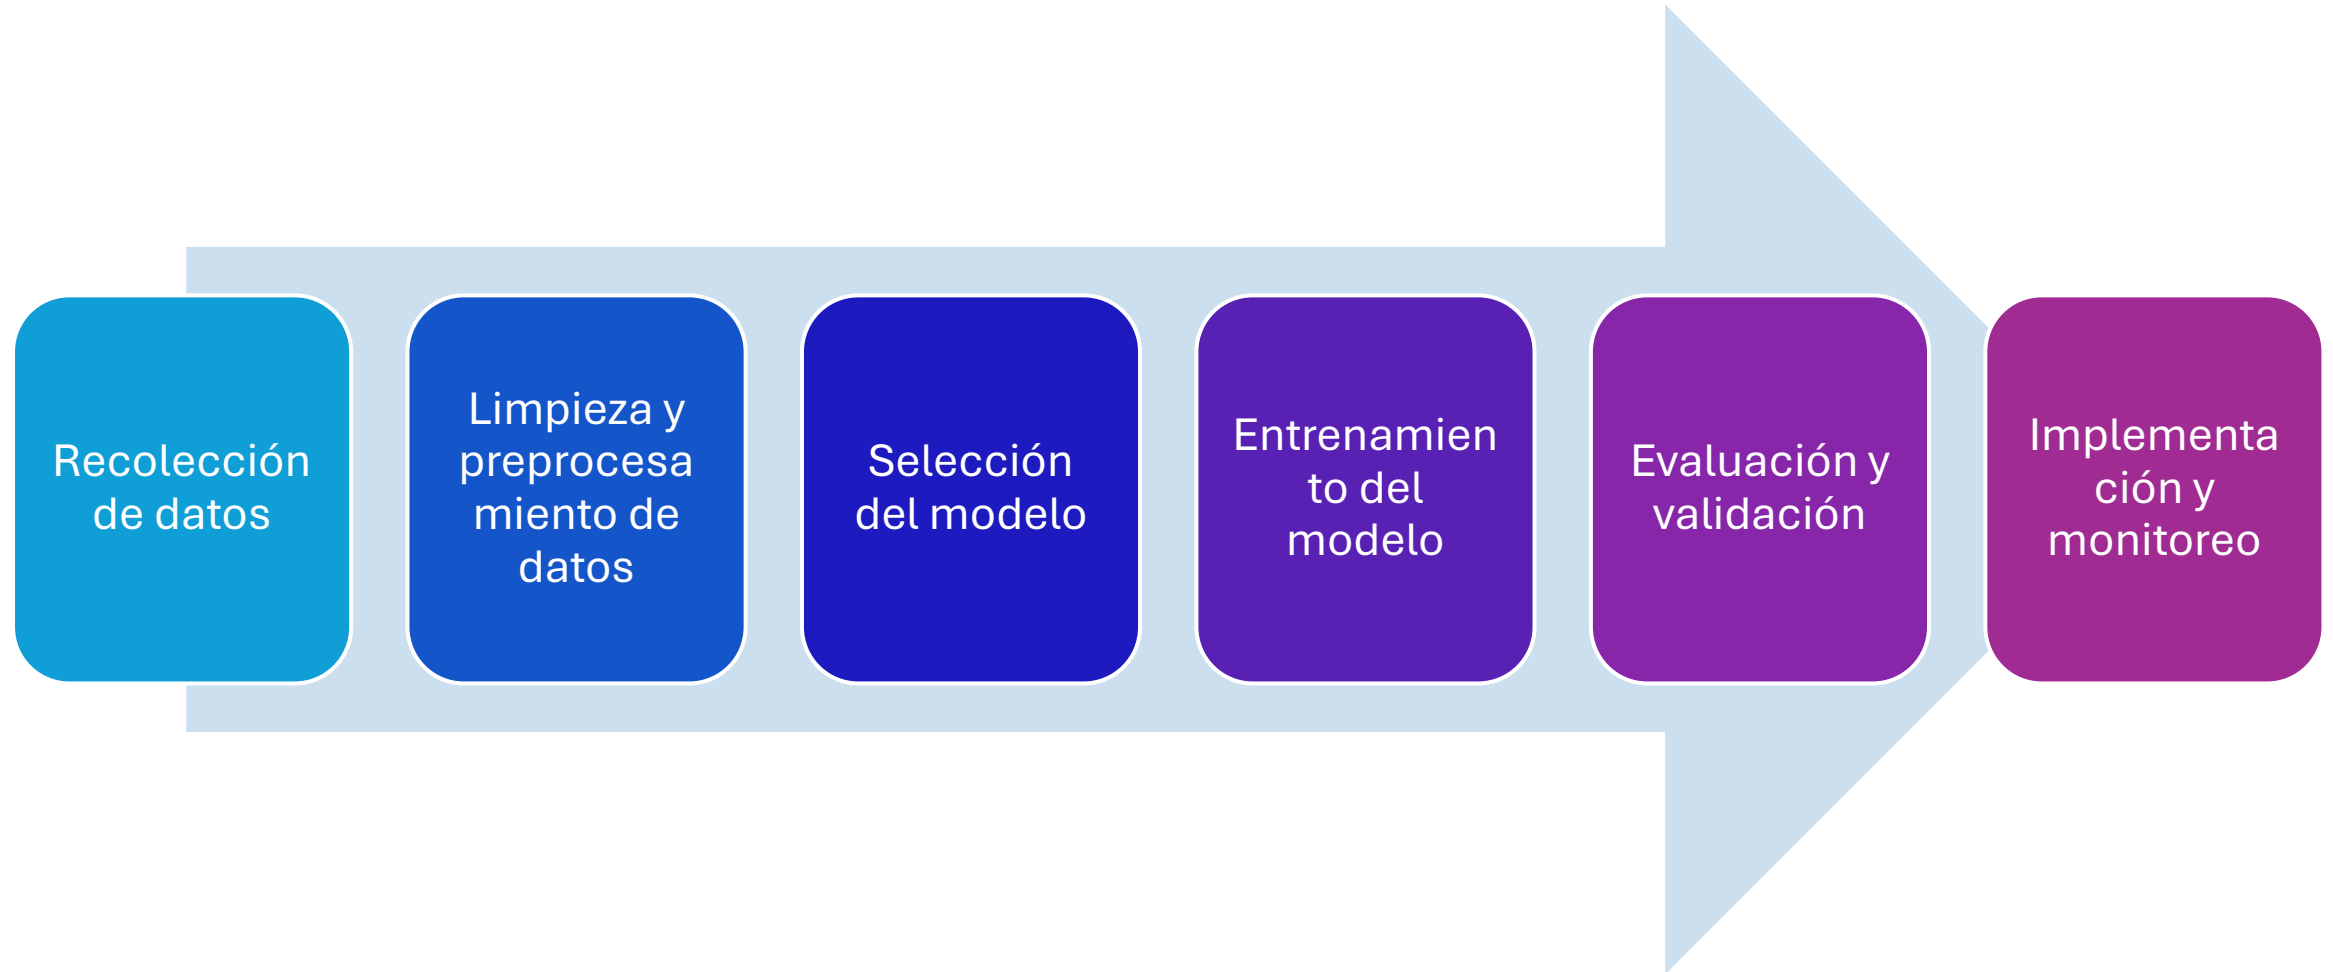 Recolección
de datos
Limpieza y
preprocesa
miento de
datos
Selección
del modelo
Entrenamien
to del
modelo
Evaluación y
validación
Implementa
ción y
monitoreo